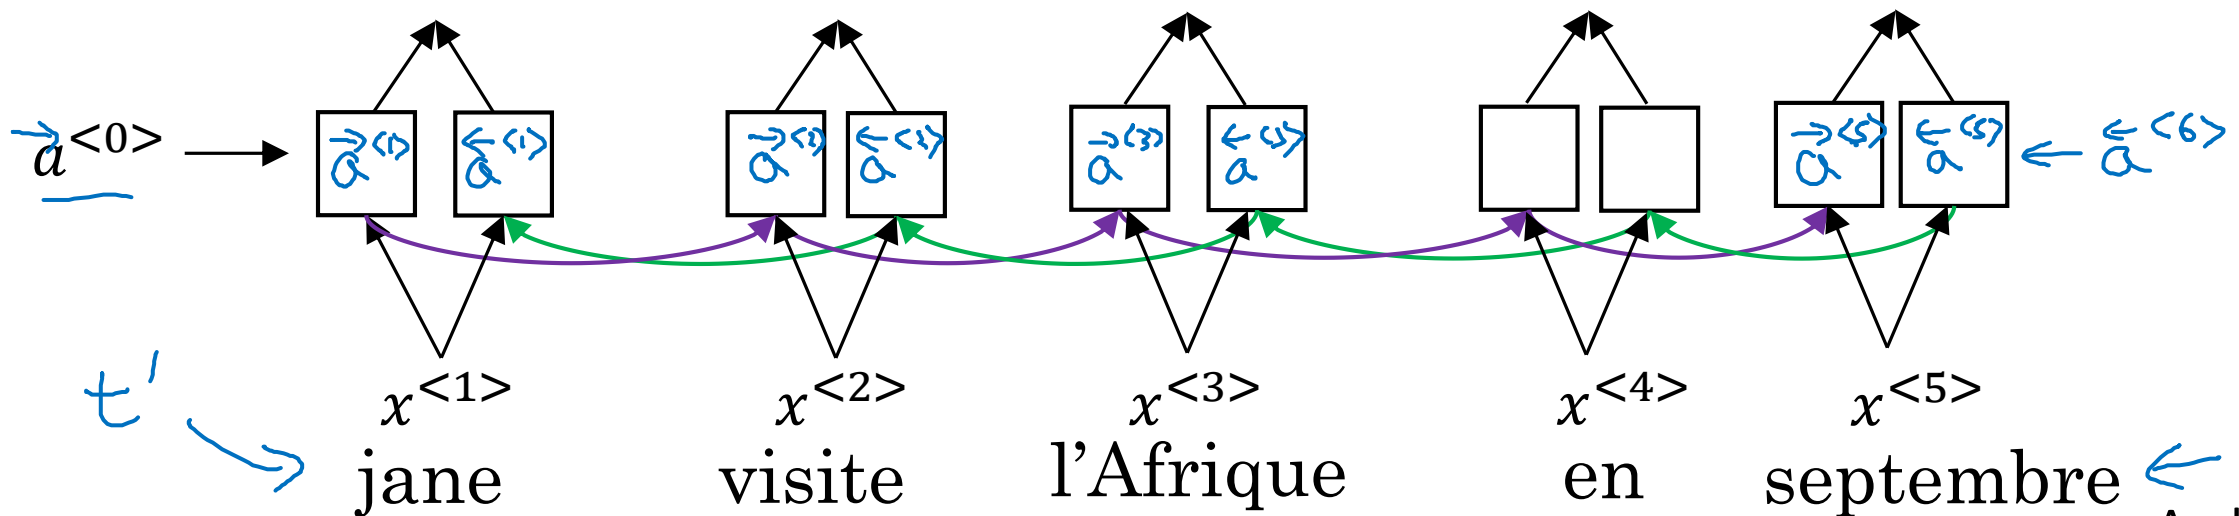 →a<0> →a<1> ←a<1> →a<2> ←a<2> →a<3> ←a<3> →a<5> ←a<5> ←a<6>
t'
x<1> x<2> x<3> x<4> x<5>
jane visite l'Afrique en septembre